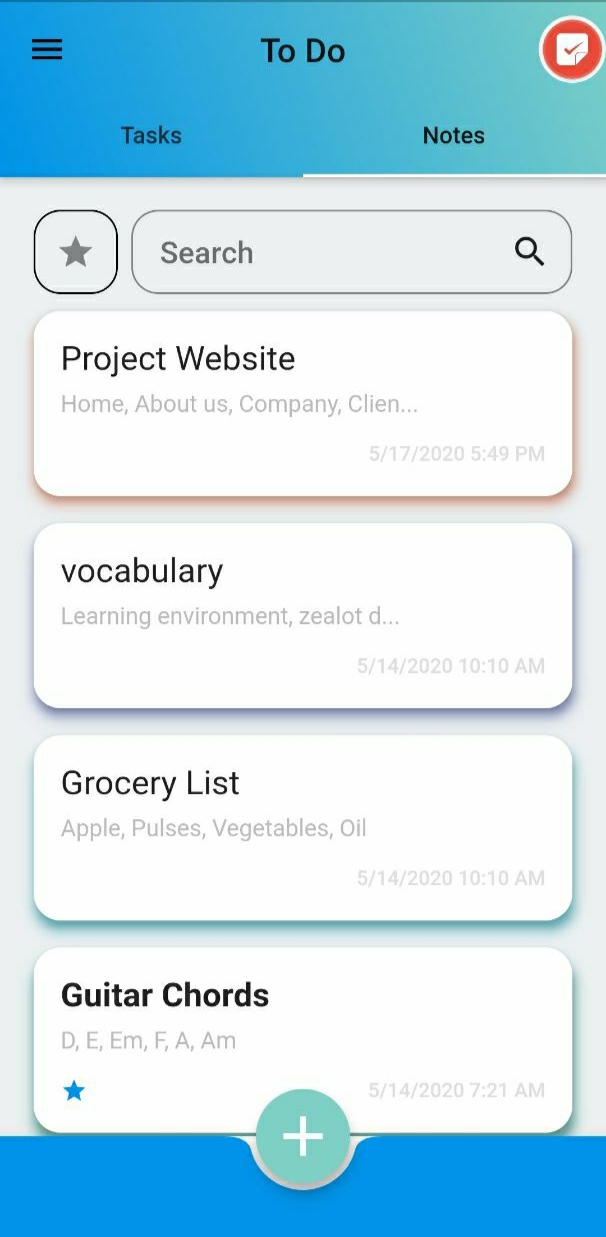 To Do
Tasks
Notes
Search
Project Website
Home, About us, Company, Clien...
5/17/2020 5:49 PM
vocabulary
Learning environment, zealot d...
5/14/2020 10:10 AM
Grocery List
Apple, Pulses, Vegetables, Oil
5/14/2020 10:10 AM
Guitar Chords
D, E, Em, F, A, Am
5/14/2020 7:21 AM